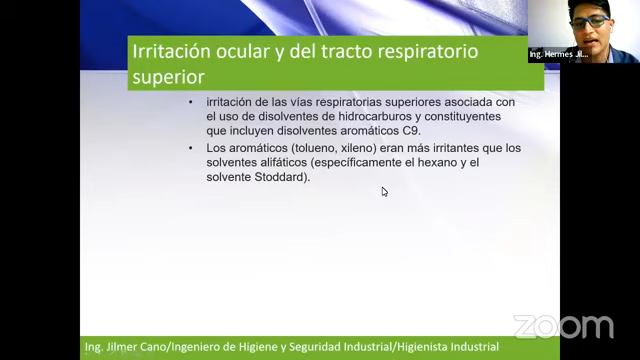 Irritación ocular y del tracto respiratorio
superior
Ing. Hermes Jil...
• irritación de las vías respiratorias superiores asociada con
el uso de disolventes de hidrocarburos y constituyentes
que incluyen disolventes aromáticos C9.
• Los aromáticos (tolueno, xileno) eran más irritantes que los
solventes alifáticos (específicamente el hexano y el
solvente Stoddard).
zoom
Ing. Jilmer Cano/Ingeniero de Higiene y Seguridad Industrial/Higienista Industrial